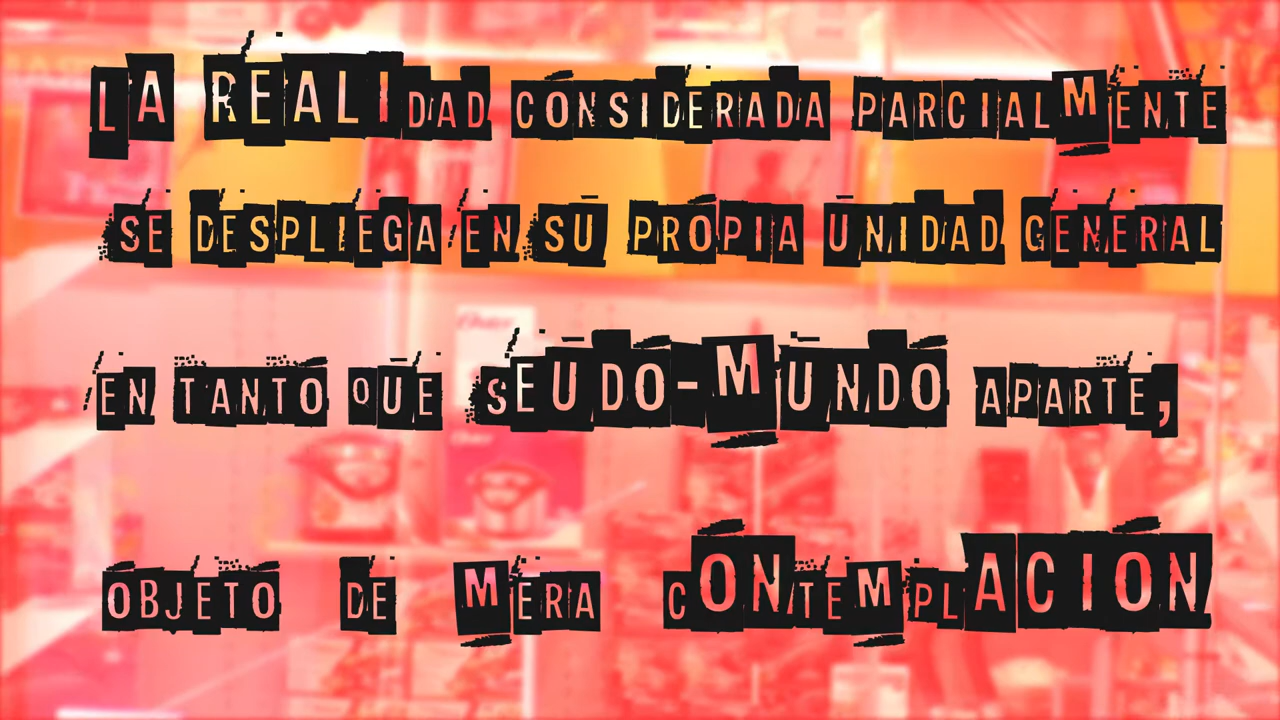 LA REALIDAD CONSIDERADA PARCIALMENTE
SE DESPLIEGA EN SU PROPIA UNIDAD GENERAL
EN TANTO QUE SEUDO-MUNDO APARTE,
OBJETO DE MERA CONTEMPLACION